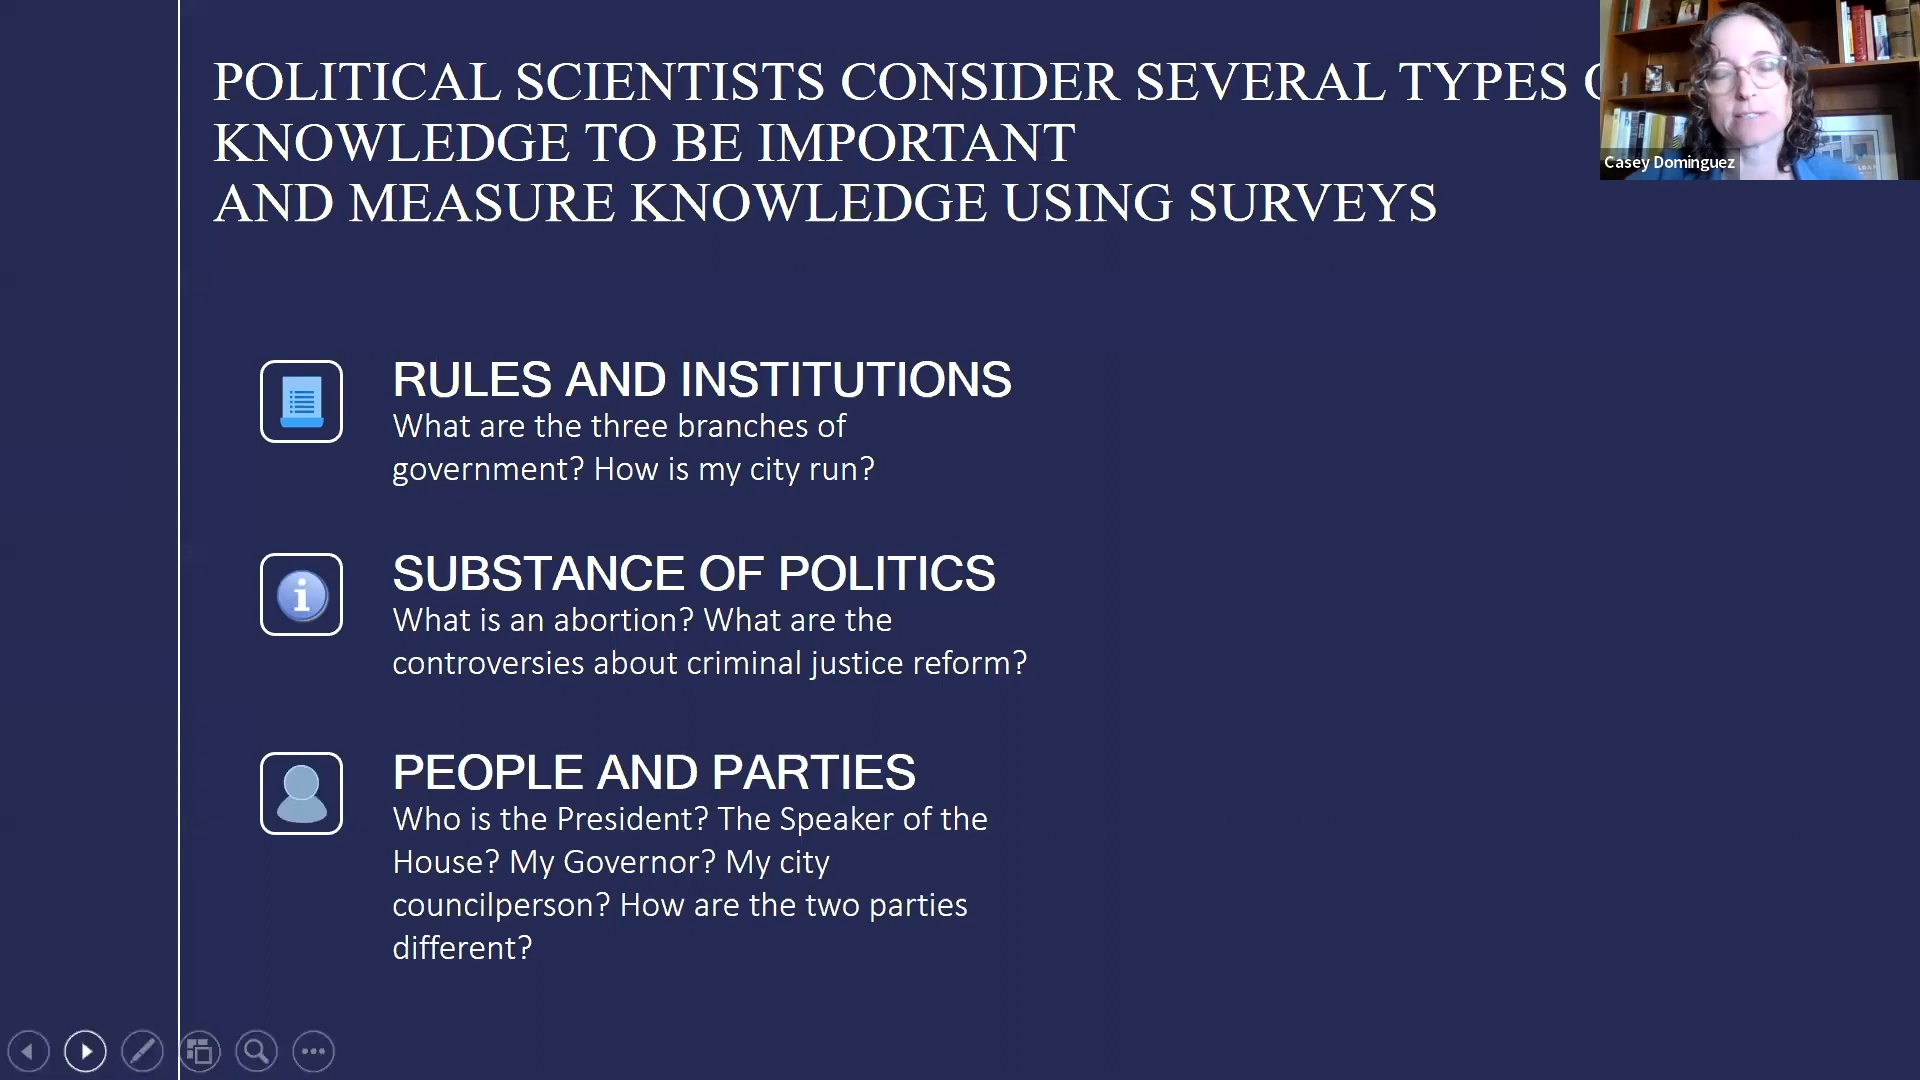 POLITICAL SCIENTISTS CONSIDER SEVERAL TYPES
KNOWLEDGE TO BE IMPORTANT
AND MEASURE KNOWLEDGE USING SURVEYS
Casey Dominguez
RULES AND INSTITUTIONS
What are the three branches of
government? How is my city run?
SUBSTANCE OF POLITICS
What is an abortion? What are the
controversies about criminal justice reform?
PEOPLE AND PARTIES
Who is the President? The Speaker of the
House? My Governor? My city
councilperson? How are the two parties
different?